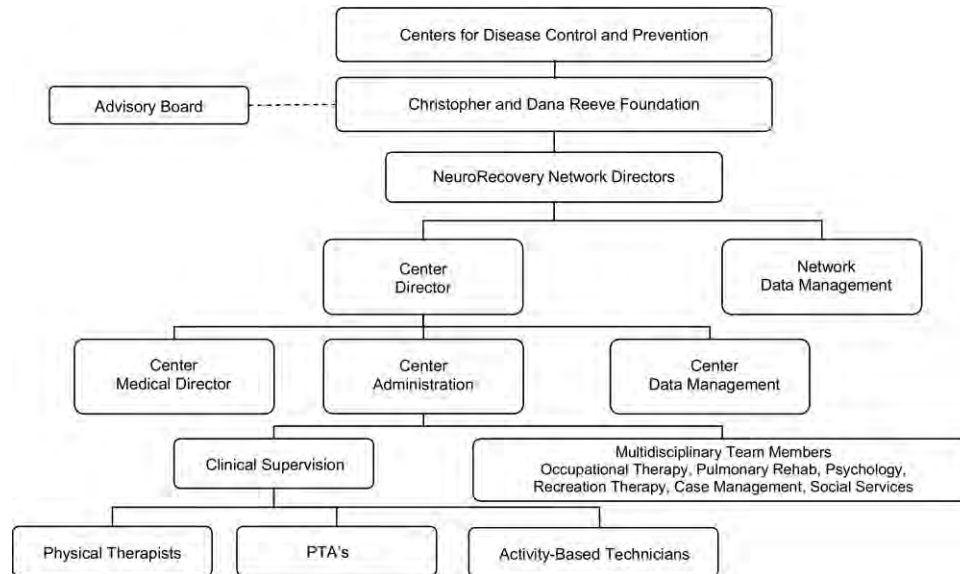 Centers for Disease Control and Prevention
Advisory Board
Christopher and Dana Reeve Foundation
NeuroRecovery Network Directors
Center
Director
Network
Data Management
Center
Medical Director
Center
Administration
Center
Data Management
Clinical Supervision
Multidisciplinary Team Members
Occupational Therapy, Pulmonary Rehab, Psychology,
Recreation Therapy, Case Management, Social Services
Physical Therapists
PTA's
Activity-Based Technicians